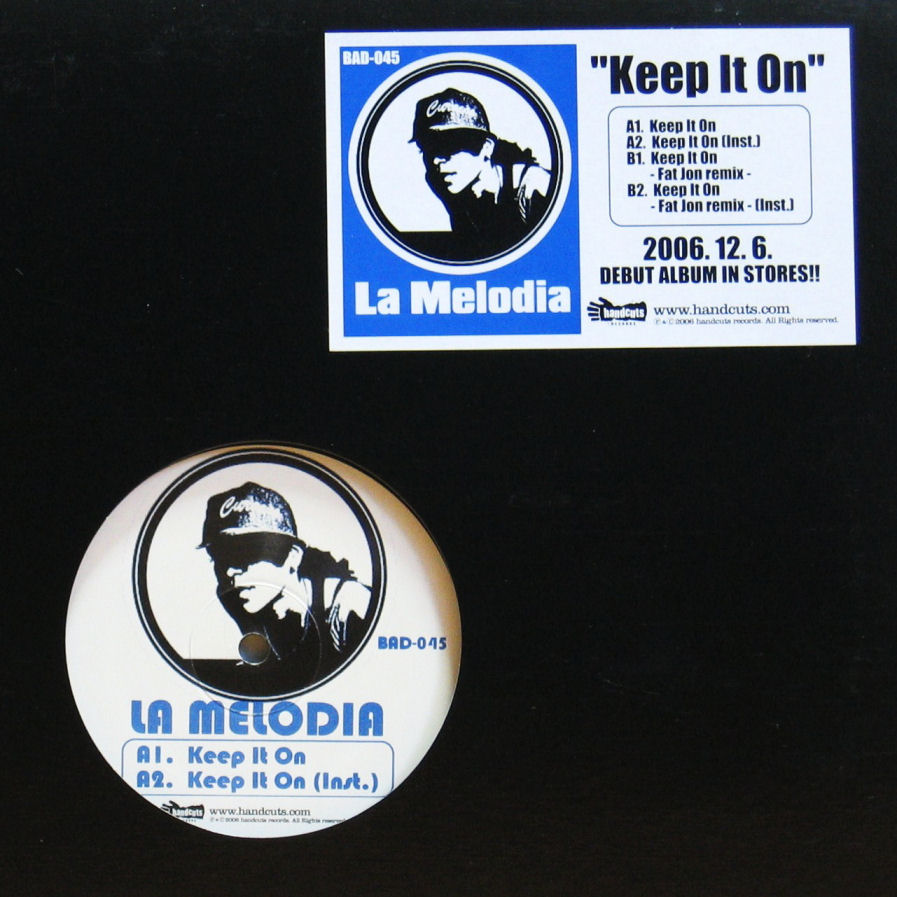 BAD-045
"Keep It On"
A1. Keep It On
A2. Keep It On (Inst.)
B1. Keep It On
- Fat Jon remix -
B2. Keep It On
- Fat Jon remix - (Inst.)
2006. 12. 6.
DEBUT ALBUM IN STORES!!
La Melodia
handcuts
RECORDS
www.handcuts.com
℗ © 2006 handcuts records. All Rights reserved.
BAD-045
LA MELODIA
A1. Keep It On
A2. Keep It On (Inst.)
handcuts
www.handcuts.com
℗ © 2006 handcuts records. All Rights reserved